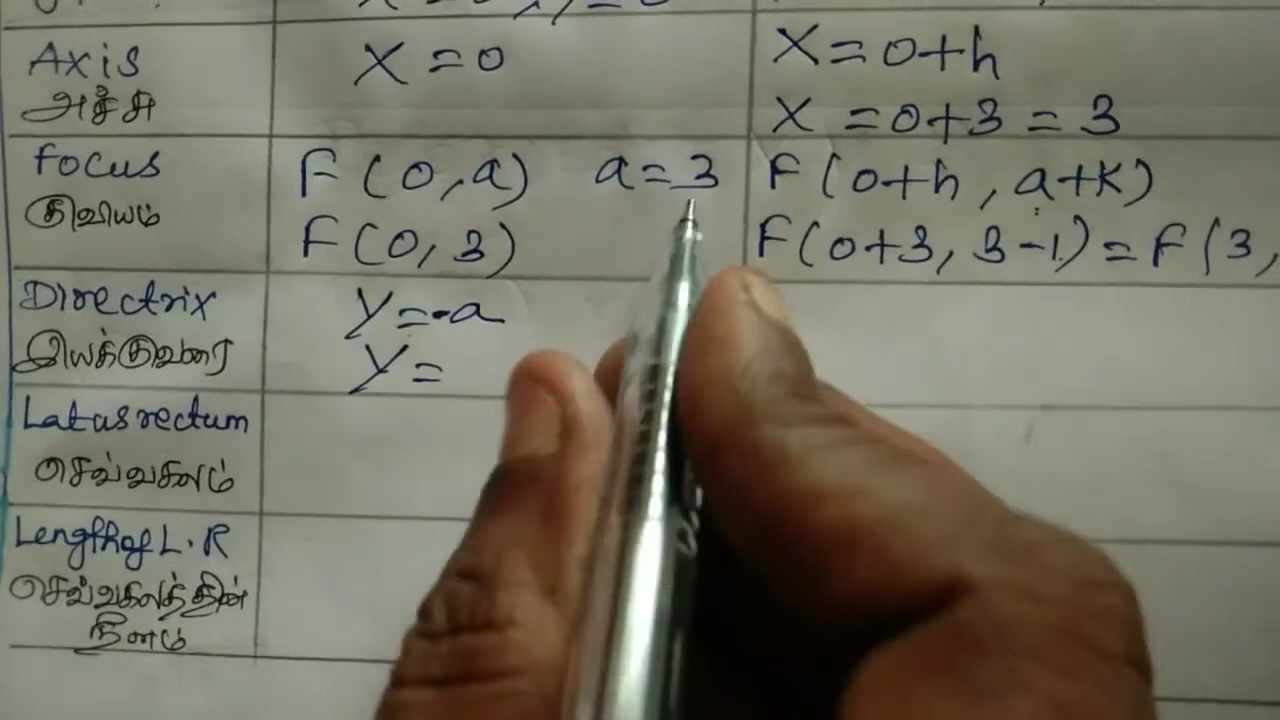 Axis
அச்சு
X = 0
X = 0+h
X = 0+3 = 3
Focus
குவியம்
F(0,a) a=3
F(0,3)
F(0+h, a+k)
F(0+3, 3-1) = F(3,
Directrix
இயக்குவரை
Y=-a
Y=
Latus rectum
செவ்வகலம்
Length of L.R
செவ்வகலத்தின்
நீளம்